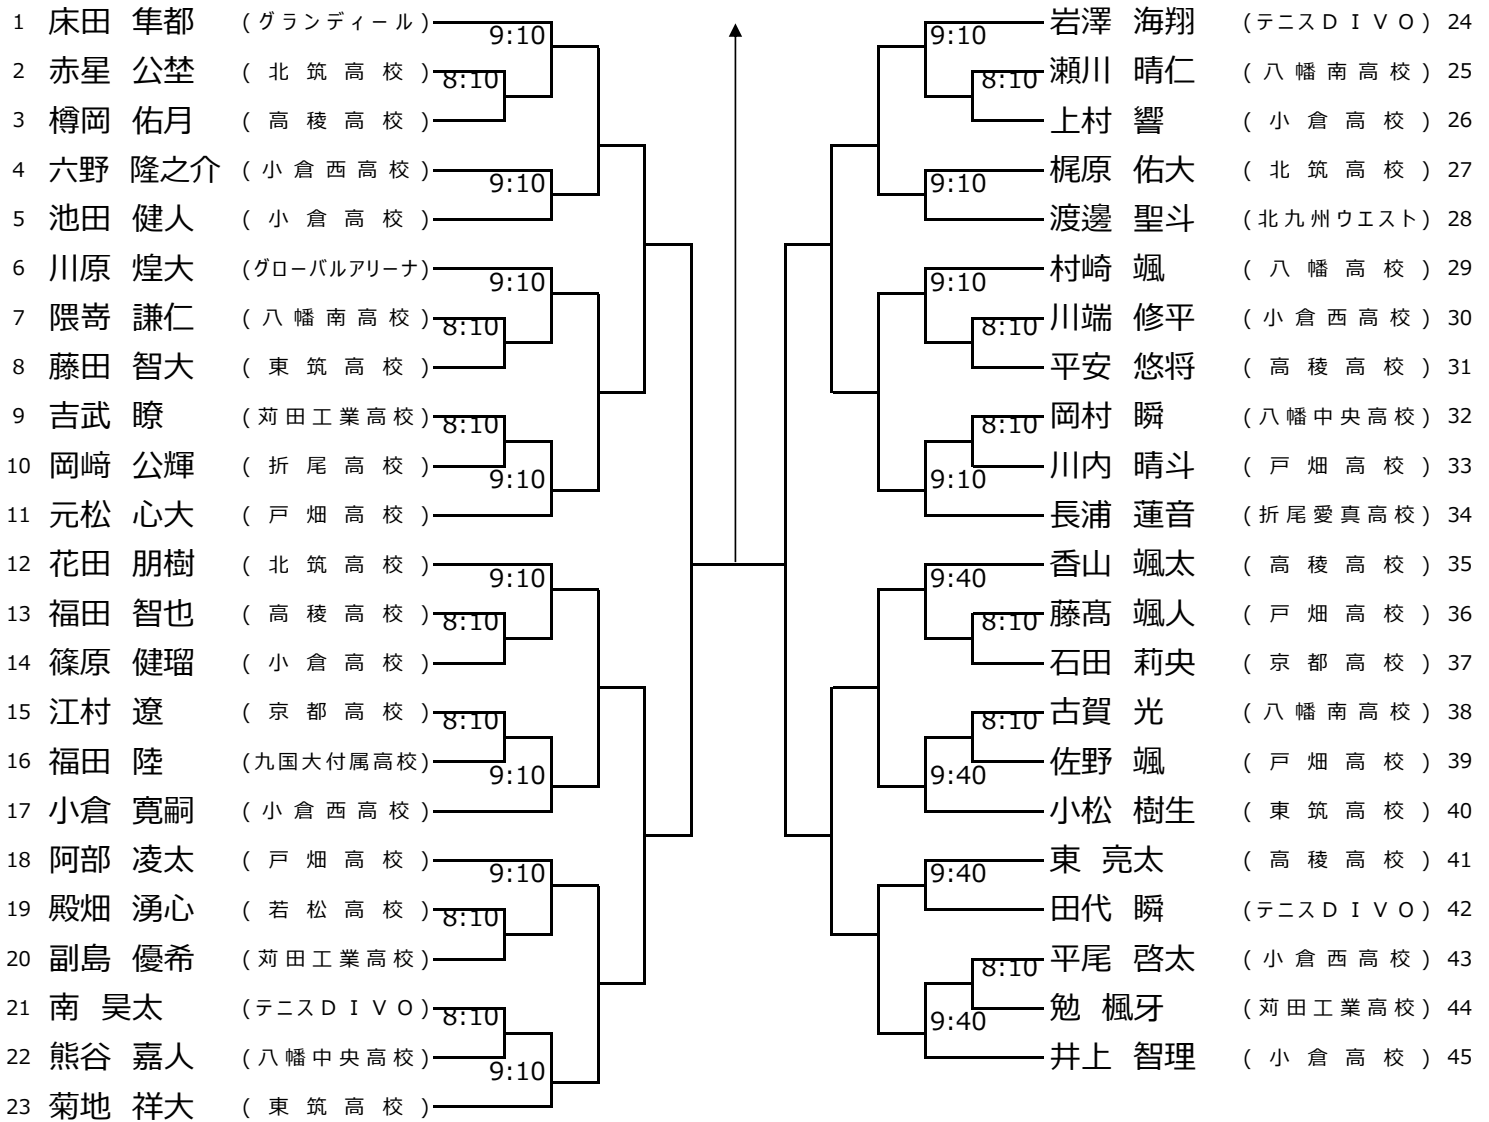 1 床田 隼都 (グランディール)
9:10
2 赤星 公埜 (北筑高校)
8:10
3 樽岡 佑月 (高稜高校)
4 六野 隆之介 (小倉西高校)
9:10
5 池田 健人 (小倉高校)
6 川原 煌大 (グローバルアリーナ)
9:10
7 隈嵜 謙仁 (八幡南高校)
8:10
8 藤田 智大 (東筑高校)
9 吉武 瞭 (苅田工業高校)
8:10
10 岡﨑 公輝 (折尾高校)
9:10
11 元松 心大 (戸畑高校)
12 花田 朋樹 (北筑高校)
9:10
13 福田 智也 (高稜高校)
8:10
14 篠原 健瑠 (小倉高校)
15 江村 遼 (京都高校)
8:10
16 福田 陸 (九国大付属高校)
9:10
17 小倉 寛嗣 (小倉西高校)
18 阿部 凌太 (戸畑高校)
9:10
19 殿畑 湧心 (若松高校)
8:10
20 副島 優希 (苅田工業高校)
21 南 昊太 (テニスDIVO)
8:10
22 熊谷 嘉人 (八幡中央高校)
9:10
23 菊地 祥大 (東筑高校)
岩澤 海翔 (テニスDIVO) 24
9:10
瀬川 晴仁 (八幡南高校) 25
8:10
上村 響 (小倉高校) 26
梶原 佑大 (北筑高校) 27
9:10
渡邊 聖斗 (北九州ウエスト) 28
村崎 颯 (八幡高校) 29
9:10
川端 修平 (小倉西高校) 30
8:10
平安 悠将 (高稜高校) 31
岡村 瞬 (八幡中央高校) 32
8:10
川内 晴斗 (戸畑高校) 33
9:10
長浦 蓮音 (折尾愛真高校) 34
香山 颯太 (高稜高校) 35
9:40
藤髙 颯人 (戸畑高校) 36
8:10
石田 莉央 (京都高校) 37
古賀 光 (八幡南高校) 38
8:10
佐野 颯 (戸畑高校) 39
9:40
小松 樹生 (東筑高校) 40
東 亮太 (高稜高校) 41
9:40
田代 瞬 (テニスDIVO) 42
平尾 啓太 (小倉西高校) 43
8:10
勉 楓牙 (苅田工業高校) 44
9:40
井上 智理 (小倉高校) 45